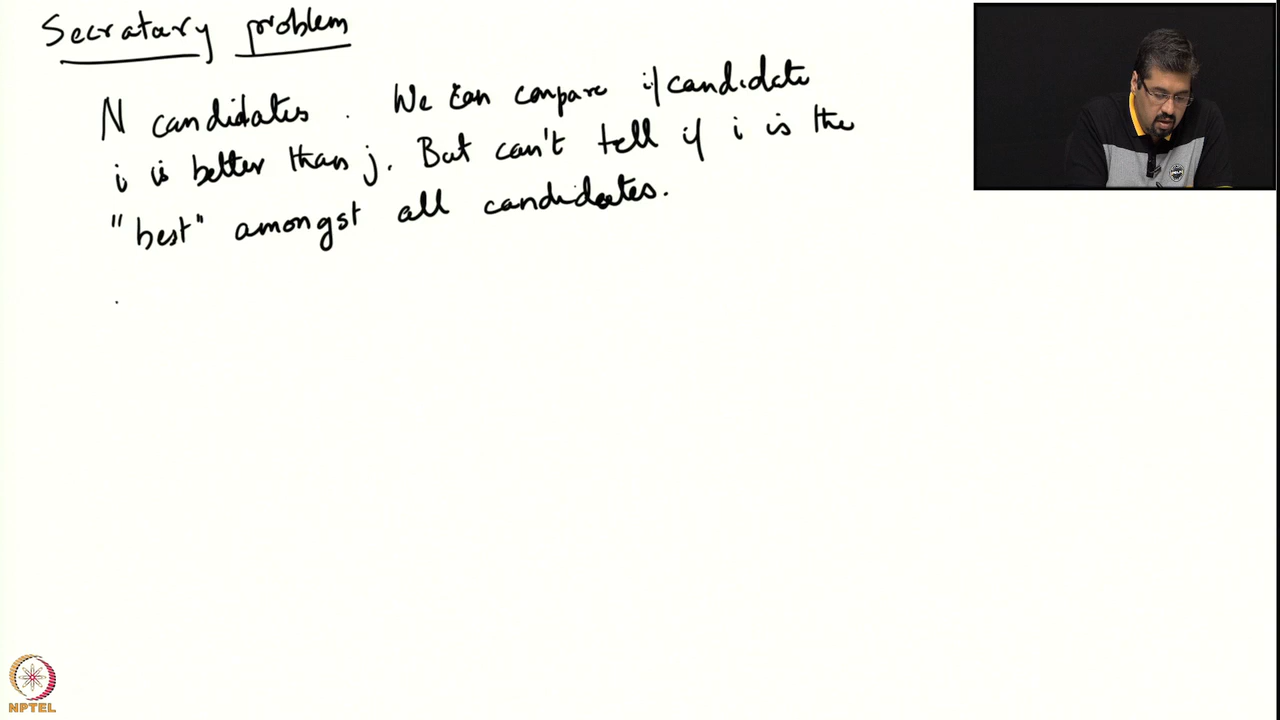 Secratary problem
N candidates. We can compare if candidate
i is better than j. But can't tell if i is the
"best" amongst all candidates.
NPTEL